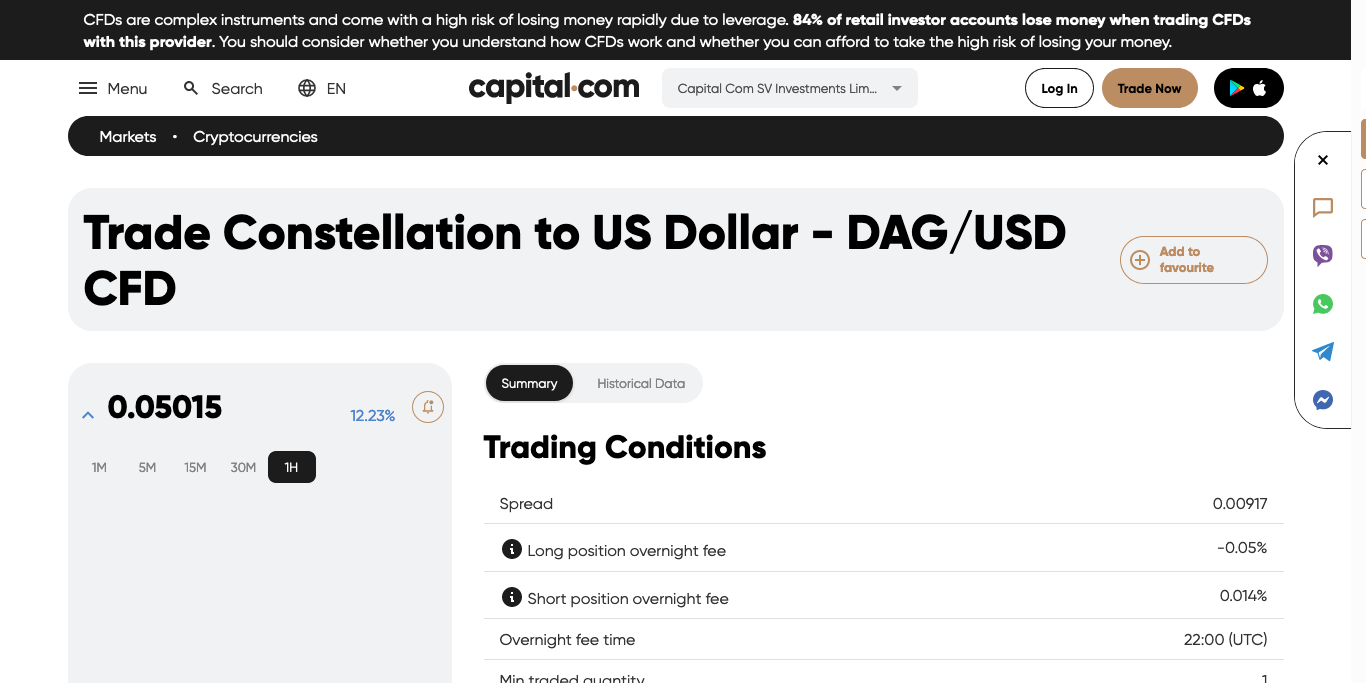 CFDs are complex instruments and come with a high risk of losing money rapidly due to leverage. 84% of retail investor accounts lose money when trading CFDs
with this provider. You should consider whether you understand how CFDs work and whether you can afford to take the high risk of losing your money.
Menu
Search
EN
capital.com
Capital Com SV Investments Lim...
Log In
Trade Now
Markets • Cryptocurrencies
Trade Constellation to US Dollar - DAG/USD
CFD
Add to
favourite
0.05015
12.23%
1M 5M 15M 30M 1H
Summary
Historical Data
Trading Conditions
Spread 0.00917
Long position overnight fee -0.05%
Short position overnight fee 0.014%
Overnight fee time 22:00 (UTC)
Min traded quantity 1